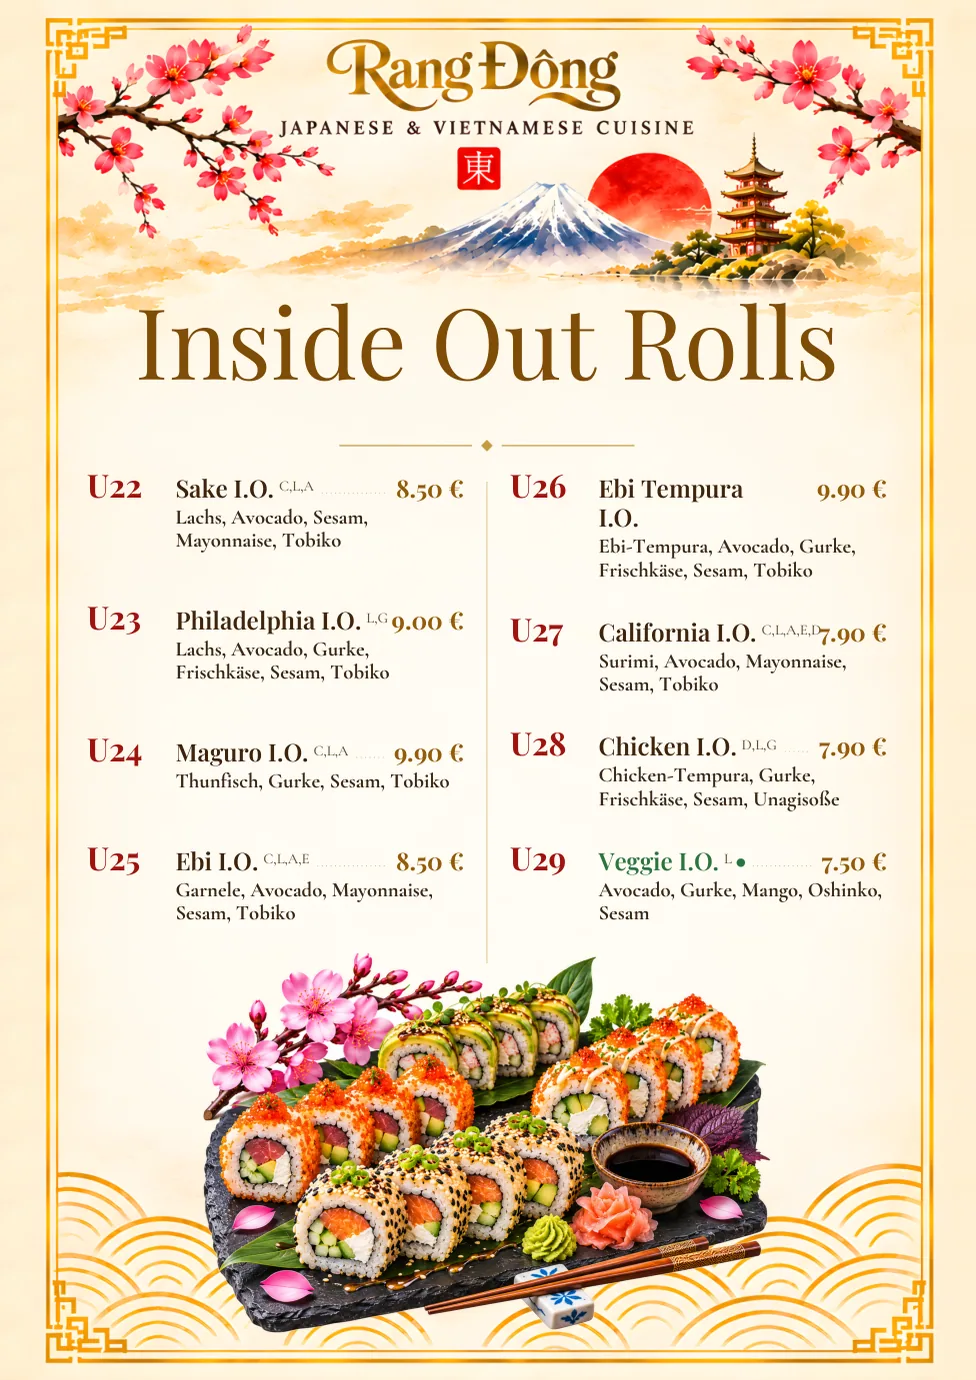 Rang Đông
JAPANESE & VIETNAMESE CUISINE
東
Inside Out Rolls
U22 Sake I.O. C,L,A 8.50 €
Lachs, Avocado, Sesam,
Mayonnaise, Tobiko
U23 Philadelphia I.O. L,G 9.00 €
Lachs, Avocado, Gurke,
Frischkäse, Sesam, Tobiko
U24 Maguro I.O. C,L,A 9.90 €
Thunfisch, Gurke, Sesam, Tobiko
U25 Ebi I.O. C,L,A,E 8.50 €
Garnele, Avocado, Mayonnaise,
Sesam, Tobiko
U26 Ebi Tempura 9.90 €
I.O.
Ebi-Tempura, Avocado, Gurke,
Frischkäse, Sesam, Tobiko
U27 California I.O. C,L,A,E,D 7.90 €
Surimi, Avocado, Mayonnaise,
Sesam, Tobiko
U28 Chicken I.O. D,L,G 7.90 €
Chicken-Tempura, Gurke,
Frischkäse, Sesam, Unagisoße
U29 Veggie I.O. L ● 7.50 €
Avocado, Gurke, Mango, Oshinko,
Sesam